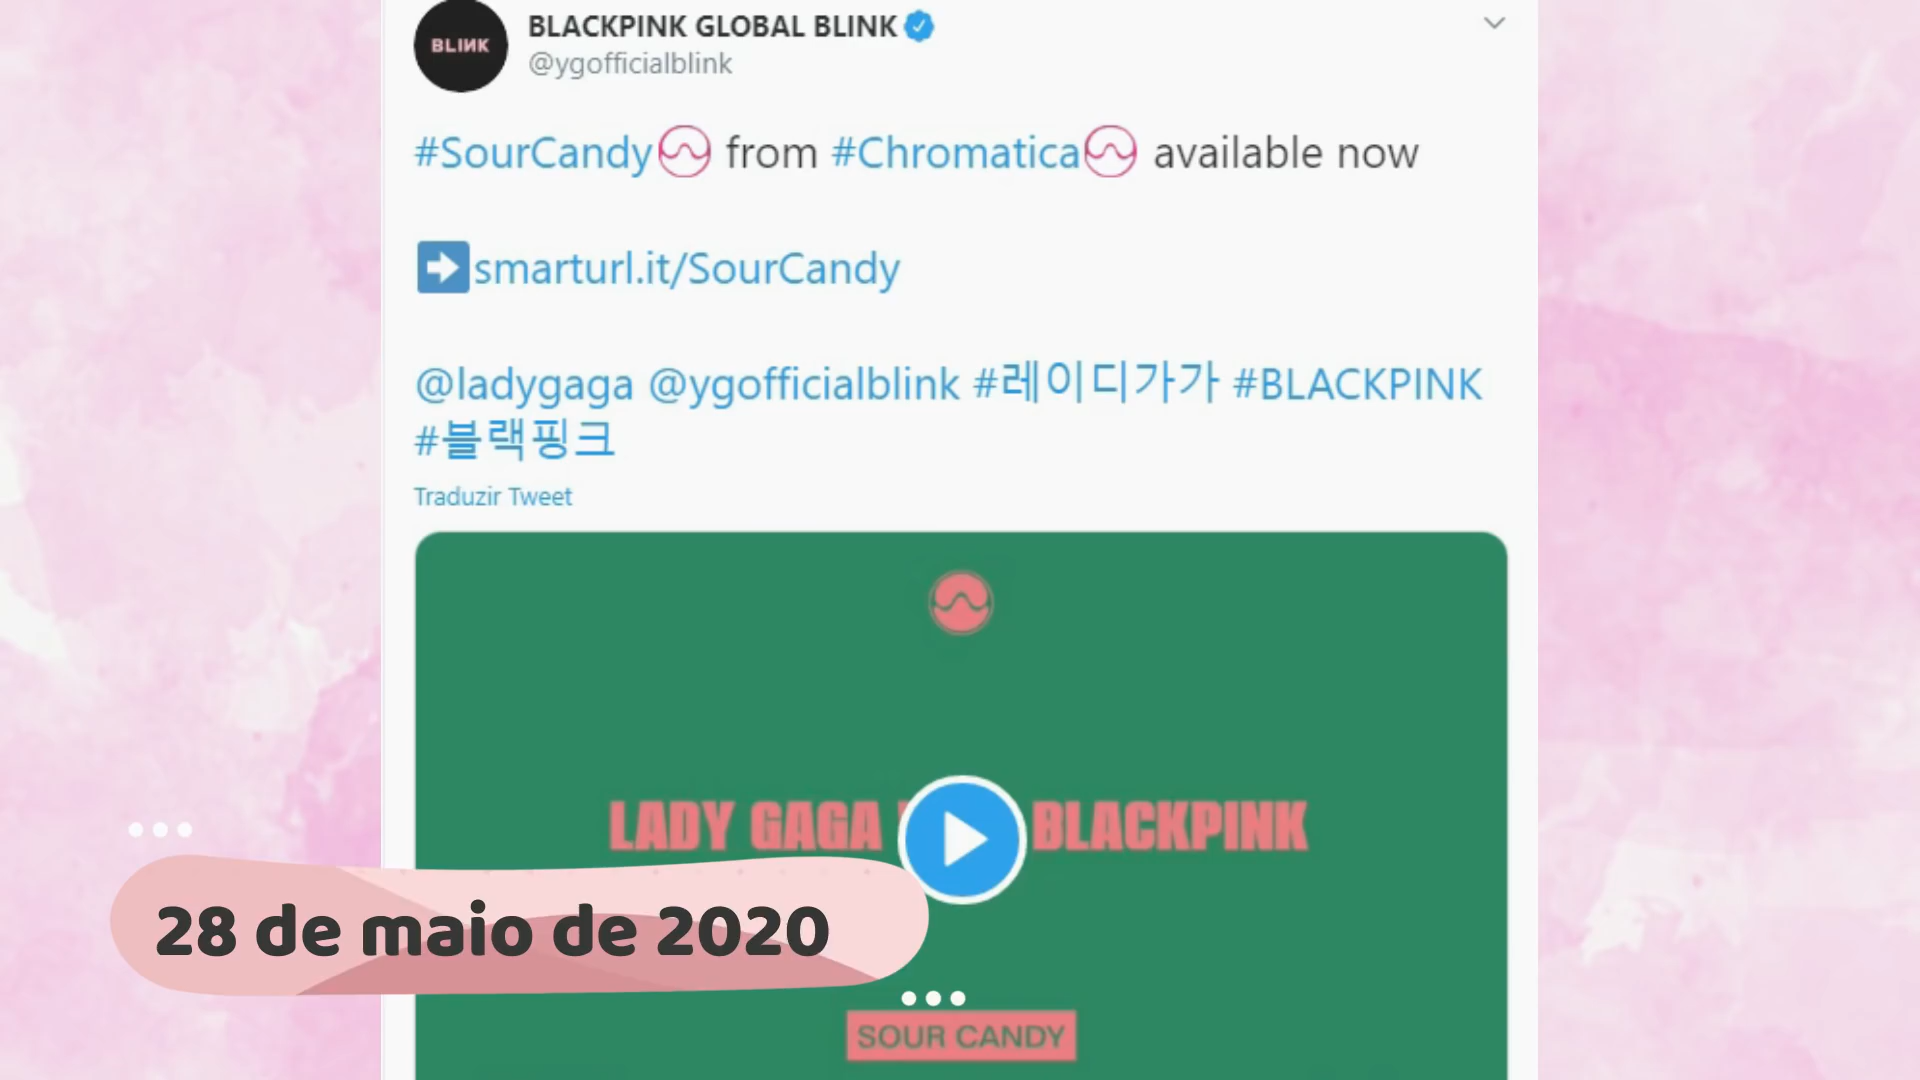 BLINK
BLACKPINK GLOBAL BLINK
@ygofficialblink
#SourCandy from #Chromatica available now
smarturl.it/SourCandy
@ladygaga @ygofficialblink #레이디가가 #BLACKPINK
#블랙핑크
Traduzir Tweet
LADY GAGA BLACKPINK
28 de maio de 2020
SOUR CANDY